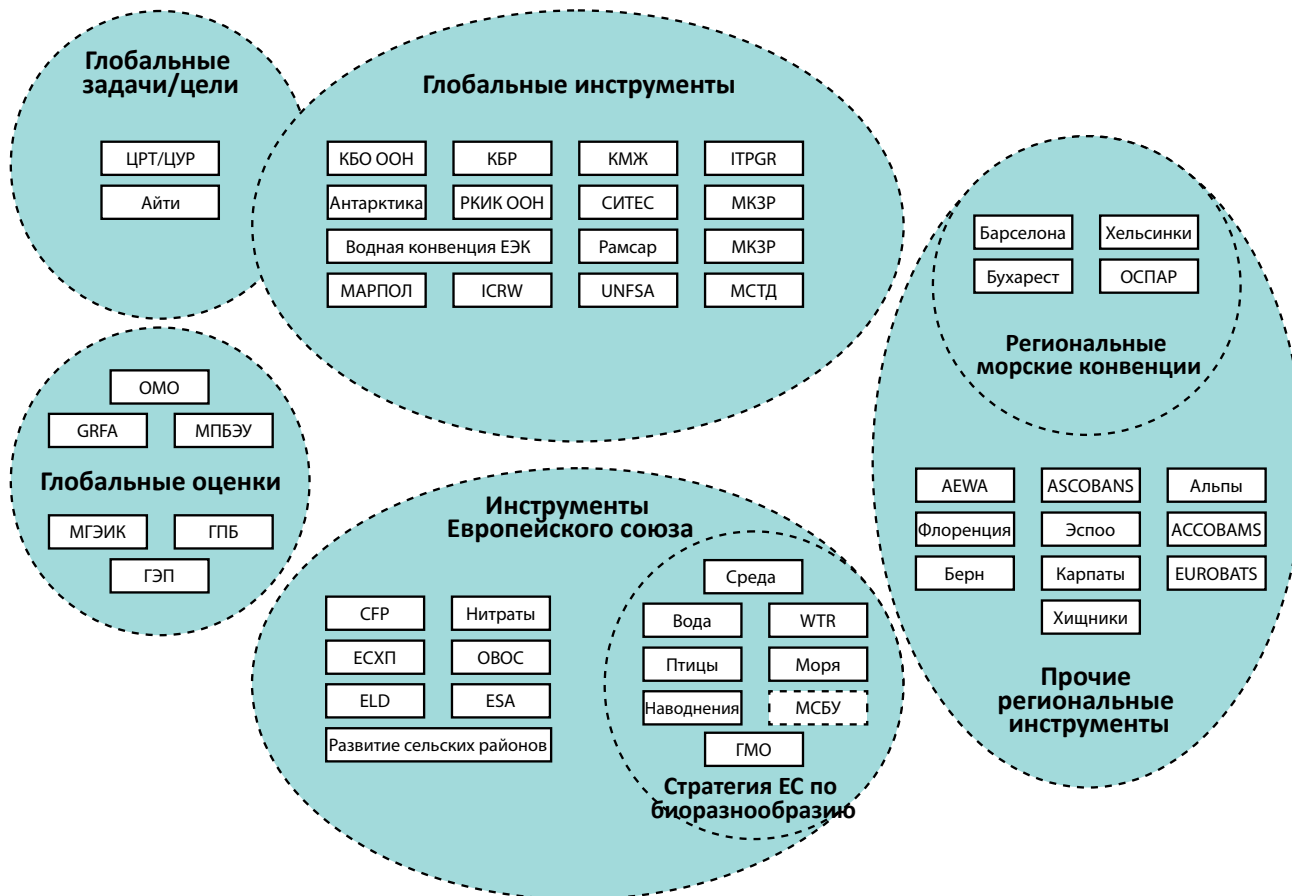 Глобальные
задачи/цели
ЦРТ/ЦУР
Айти
Глобальные инструменты
КБО ООН
КБР
КМЖ
ITPGR
Антарктика
РКИК ООН
СИТЕС
МКЗР
Водная конвенция ЕЭК
Рамсар
МКЗР
МАРПОЛ
ICRW
UNFSA
МСТД
Барселона
Хельсинки
Бухарест
ОСПАР
Региональные
морские конвенции
AEWA
ASCOBANS
Альпы
Флоренция
Эспоо
ACCOBAMS
Берн
Карпаты
EUROBATS
Хищники
Прочие
региональные
инструменты
ОМО
GRFA
МПБЭУ
Глобальные оценки
МГЭИК
ГПБ
ГЭП
Инструменты
Европейского союза
CFP
Нитраты
ЕСХП
ОВОС
ELD
ESA
Развитие сельских районов
Среда
Вода
WTR
Птицы
Моря
Наводнения
МСБУ
ГМО
Стратегия ЕС по
биоразнообразию